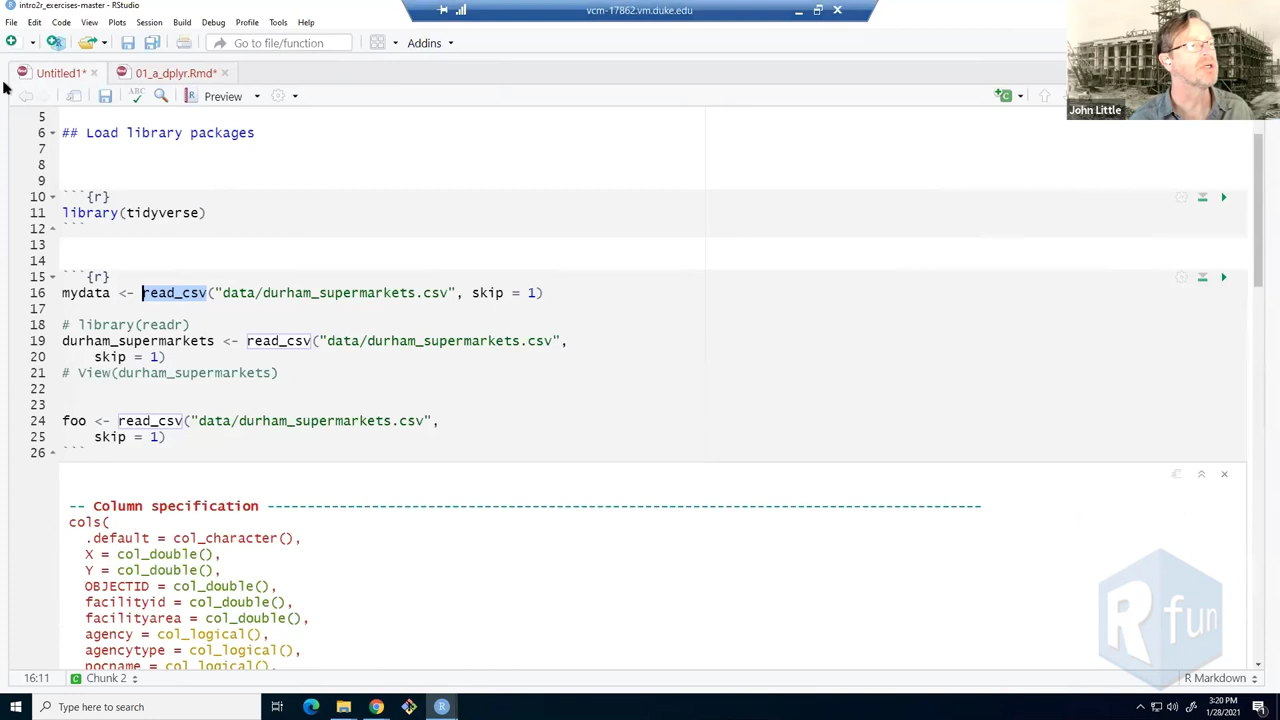 intro2r_exercises-master - RStudio
vcm-17862.vm.duke.edu
File Edit Code View Plots Session Build Debug Profile Tools Help
Go to file/function Addins
Untitled1* 01_a_dplyr.Rmd*
ABC Preview
John Little
5
6 ## Load library packages
7
8
9
10 ```{r}
11 library(tidyverse)
12 ```
13
14
15 ```{r}
16 mydata <- read_csv("data/durham_supermarkets.csv", skip = 1)
17
18 # library(readr)
19 durham_supermarkets <- read_csv("data/durham_supermarkets.csv",
20 skip = 1)
21 # View(durham_supermarkets)
22
23
24 foo <- read_csv("data/durham_supermarkets.csv",
25 skip = 1)
26 ```
-- Column specification --------------------------------------------------------------------------------
cols(
.default = col_character(),
X = col_double(),
Y = col_double(),
OBJECTID = col_double(),
facilityid = col_double(),
facilityarea = col_double(),
agency = col_logical(),
agencytype = col_logical(),
pocname = col_logical(),
R fun
16:11 Chunk 2 R Markdown
Type here to search
3:20 PM
1/28/2021